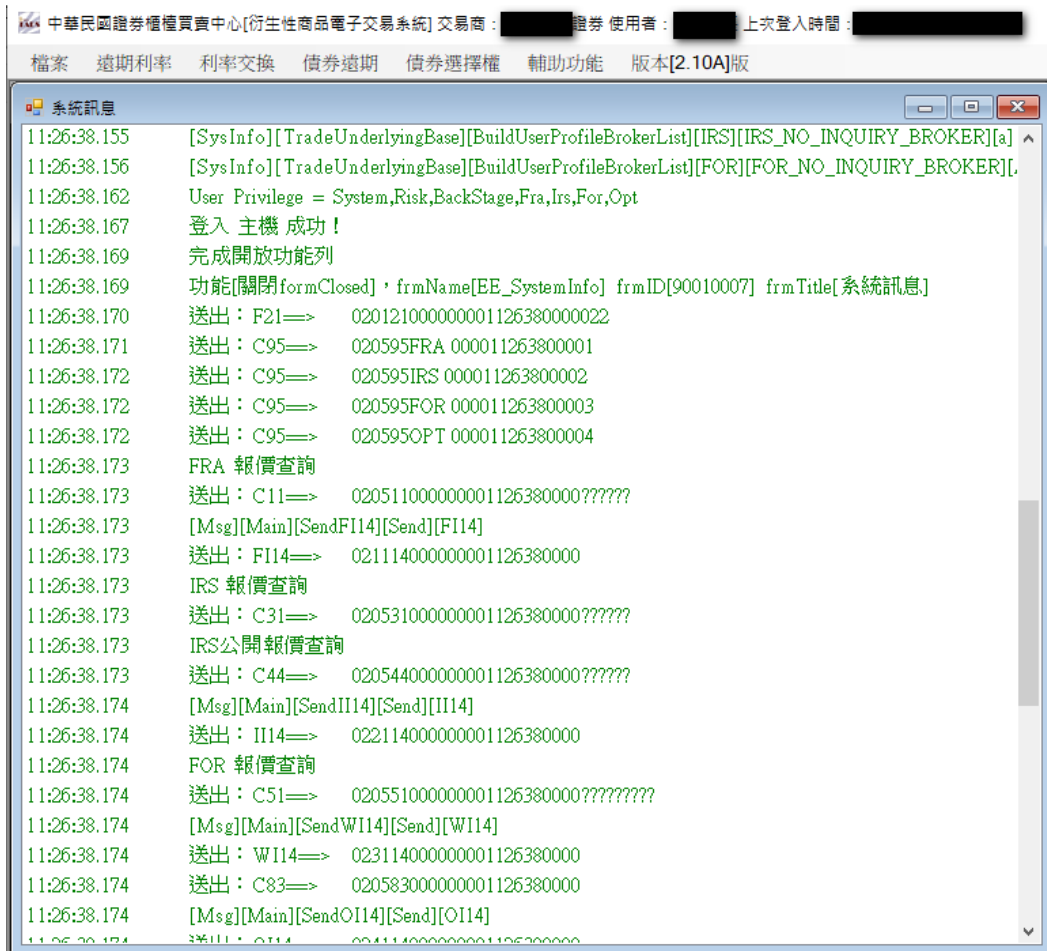 中華民國證券櫃檯買賣中心[衍生性商品電子交易系統] 交易商: 證券 使用者: 上次登入時間:
檔案 遠期利率 利率交換 債券遠期 債券選擇權 輔助功能 版本[2.10A]版
系統訊息
11:26:38.155 [SysInfo][TradeUnderlyingBase][BuildUserProfileBrokerList][IRS][IRS_NO_INQUIRY_BROKER][a]
11:26:38.156 [SysInfo][TradeUnderlyingBase][BuildUserProfileBrokerList][FOR][FOR_NO_INQUIRY_BROKER][
11:26:38.162 User Privilege = System,Risk,BackStage,Fra,Irs,For,Opt
11:26:38.167 登入 主機 成功!
11:26:38.169 完成開放功能列
11:26:38.169 功能[關閉formClosed],frmName[EE_SystemInfo] frmID[90010007] frmTitle[系統訊息]
11:26:38.170 送出:F21==> 020121000000001126380000022
11:26:38.171 送出:C95==> 020595FRA 000011263800001
11:26:38.172 送出:C95==> 020595IRS 000011263800002
11:26:38.172 送出:C95==> 020595FOR 000011263800003
11:26:38.172 送出:C95==> 020595OPT 000011263800004
11:26:38.173 FRA 報價查詢
11:26:38.173 送出:C11==> 020511000000001126380000??????
11:26:38.173 [Msg][Main][SendFI14][Send][FI14]
11:26:38.173 送出:FI14==> 021114000000001126380000
11:26:38.173 IRS 報價查詢
11:26:38.173 送出:C31==> 020531000000001126380000??????
11:26:38.173 IRS公開報價查詢
11:26:38.173 送出:C44==> 020544000000001126380000??????
11:26:38.174 [Msg][Main][SendII14][Send][II14]
11:26:38.174 送出:II14==> 022114000000001126380000
11:26:38.174 FOR 報價查詢
11:26:38.174 送出:C51==> 020551000000001126380000?????????
11:26:38.174 [Msg][Main][SendWI14][Send][WI14]
11:26:38.174 送出:WI14==> 023114000000001126380000
11:26:38.174 送出:C83==> 020583000000001126380000
11:26:38.174 [Msg][Main][SendOI14][Send][OI14]